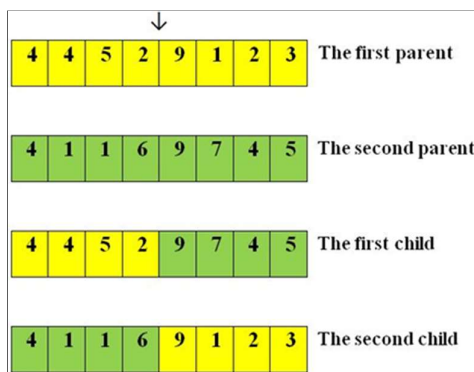 4 4 5 2 9 1 2 3 The first parent
4 1 1 6 9 7 4 5 The second parent
4 4 5 2 9 7 4 5 The first child
4 1 1 6 9 1 2 3 The second child